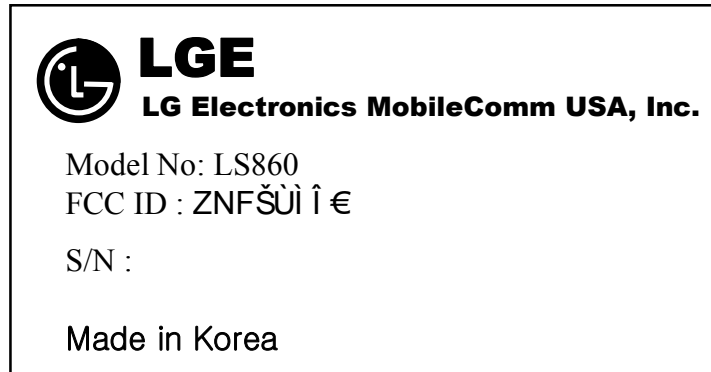 LGE
LG Electronics MobileComm USA, Inc.
Model No: LS860
FCC ID : ZNFŠÙÌ Î €
S/N :
Made in Korea